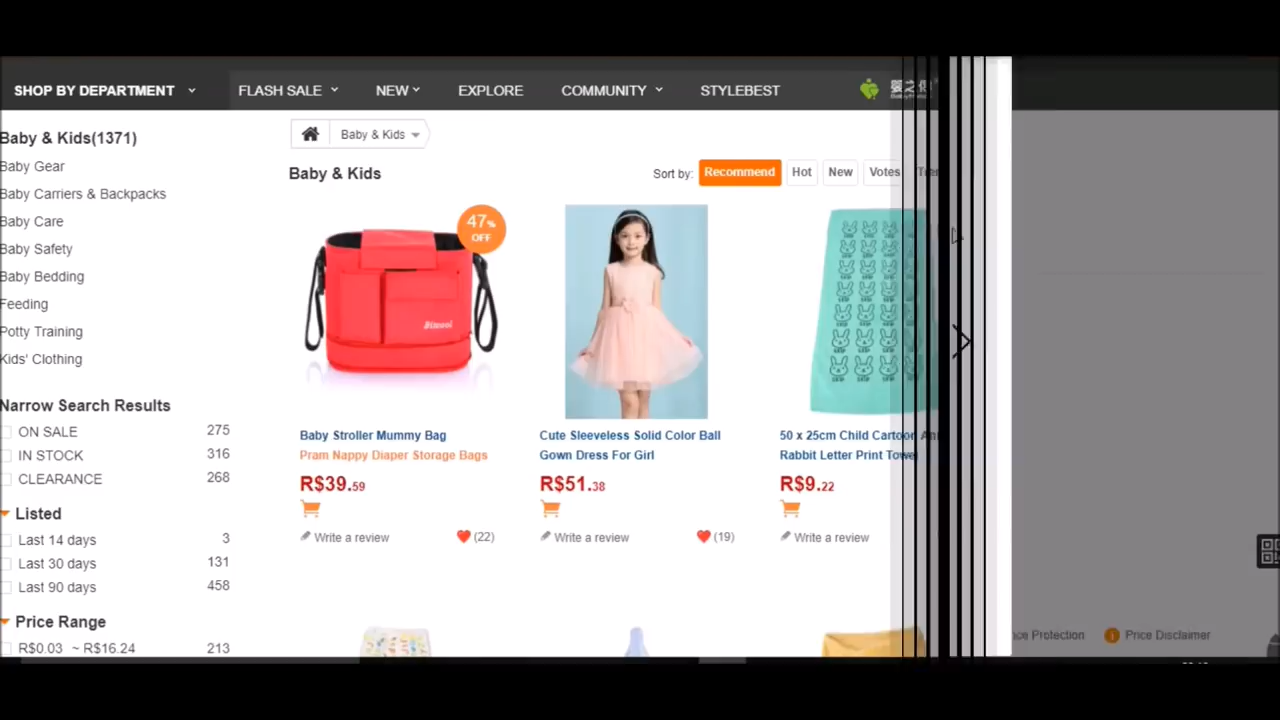 SHOP BY DEPARTMENT FLASH SALE NEW EXPLORE COMMUNITY STYLEBEST
Baby & Kids(1371)
Baby Gear
Baby Carriers & Backpacks
Baby Care
Baby Safety
Baby Bedding
Feeding
Potty Training
Kids' Clothing
Narrow Search Results
ON SALE 275
IN STOCK 316
CLEARANCE 268
Listed
Last 14 days 3
Last 30 days 131
Last 90 days 458
Price Range
R$0.03 ~ R$16.24 213
Baby & Kids
Baby & Kids
Sort by: Recommend Hot New Votes
47% OFF
Bimool
Baby Stroller Mummy Bag
Pram Nappy Diaper Storage Bags
R$39.59
Write a review (22)
Cute Sleeveless Solid Color Ball
Gown Dress For Girl
R$51.38
Write a review (19)
50 x 25cm Child Cartoon
Rabbit Letter Print Towel
R$9.22
Write a review
Protection Price Disclaimer